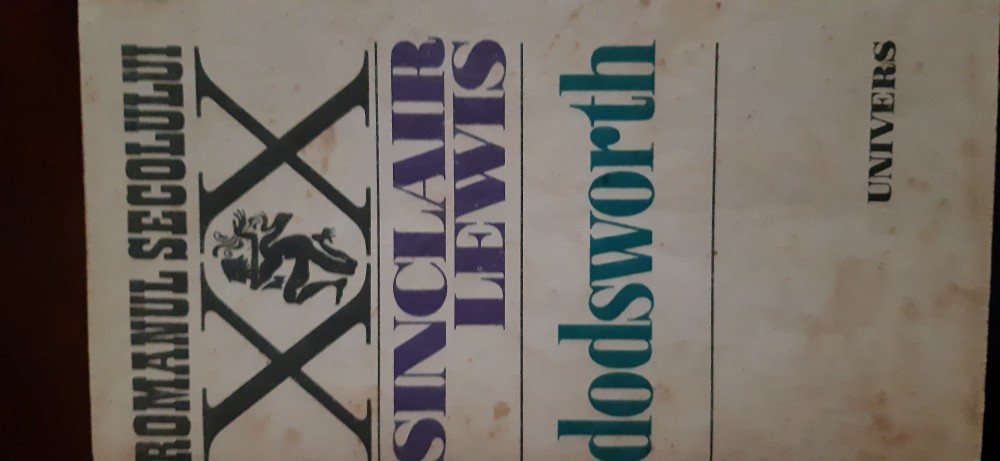 ROMANUL SECOLULUI
XX
SINCLAIR
LEWIS
dodsworth
UNIVERS